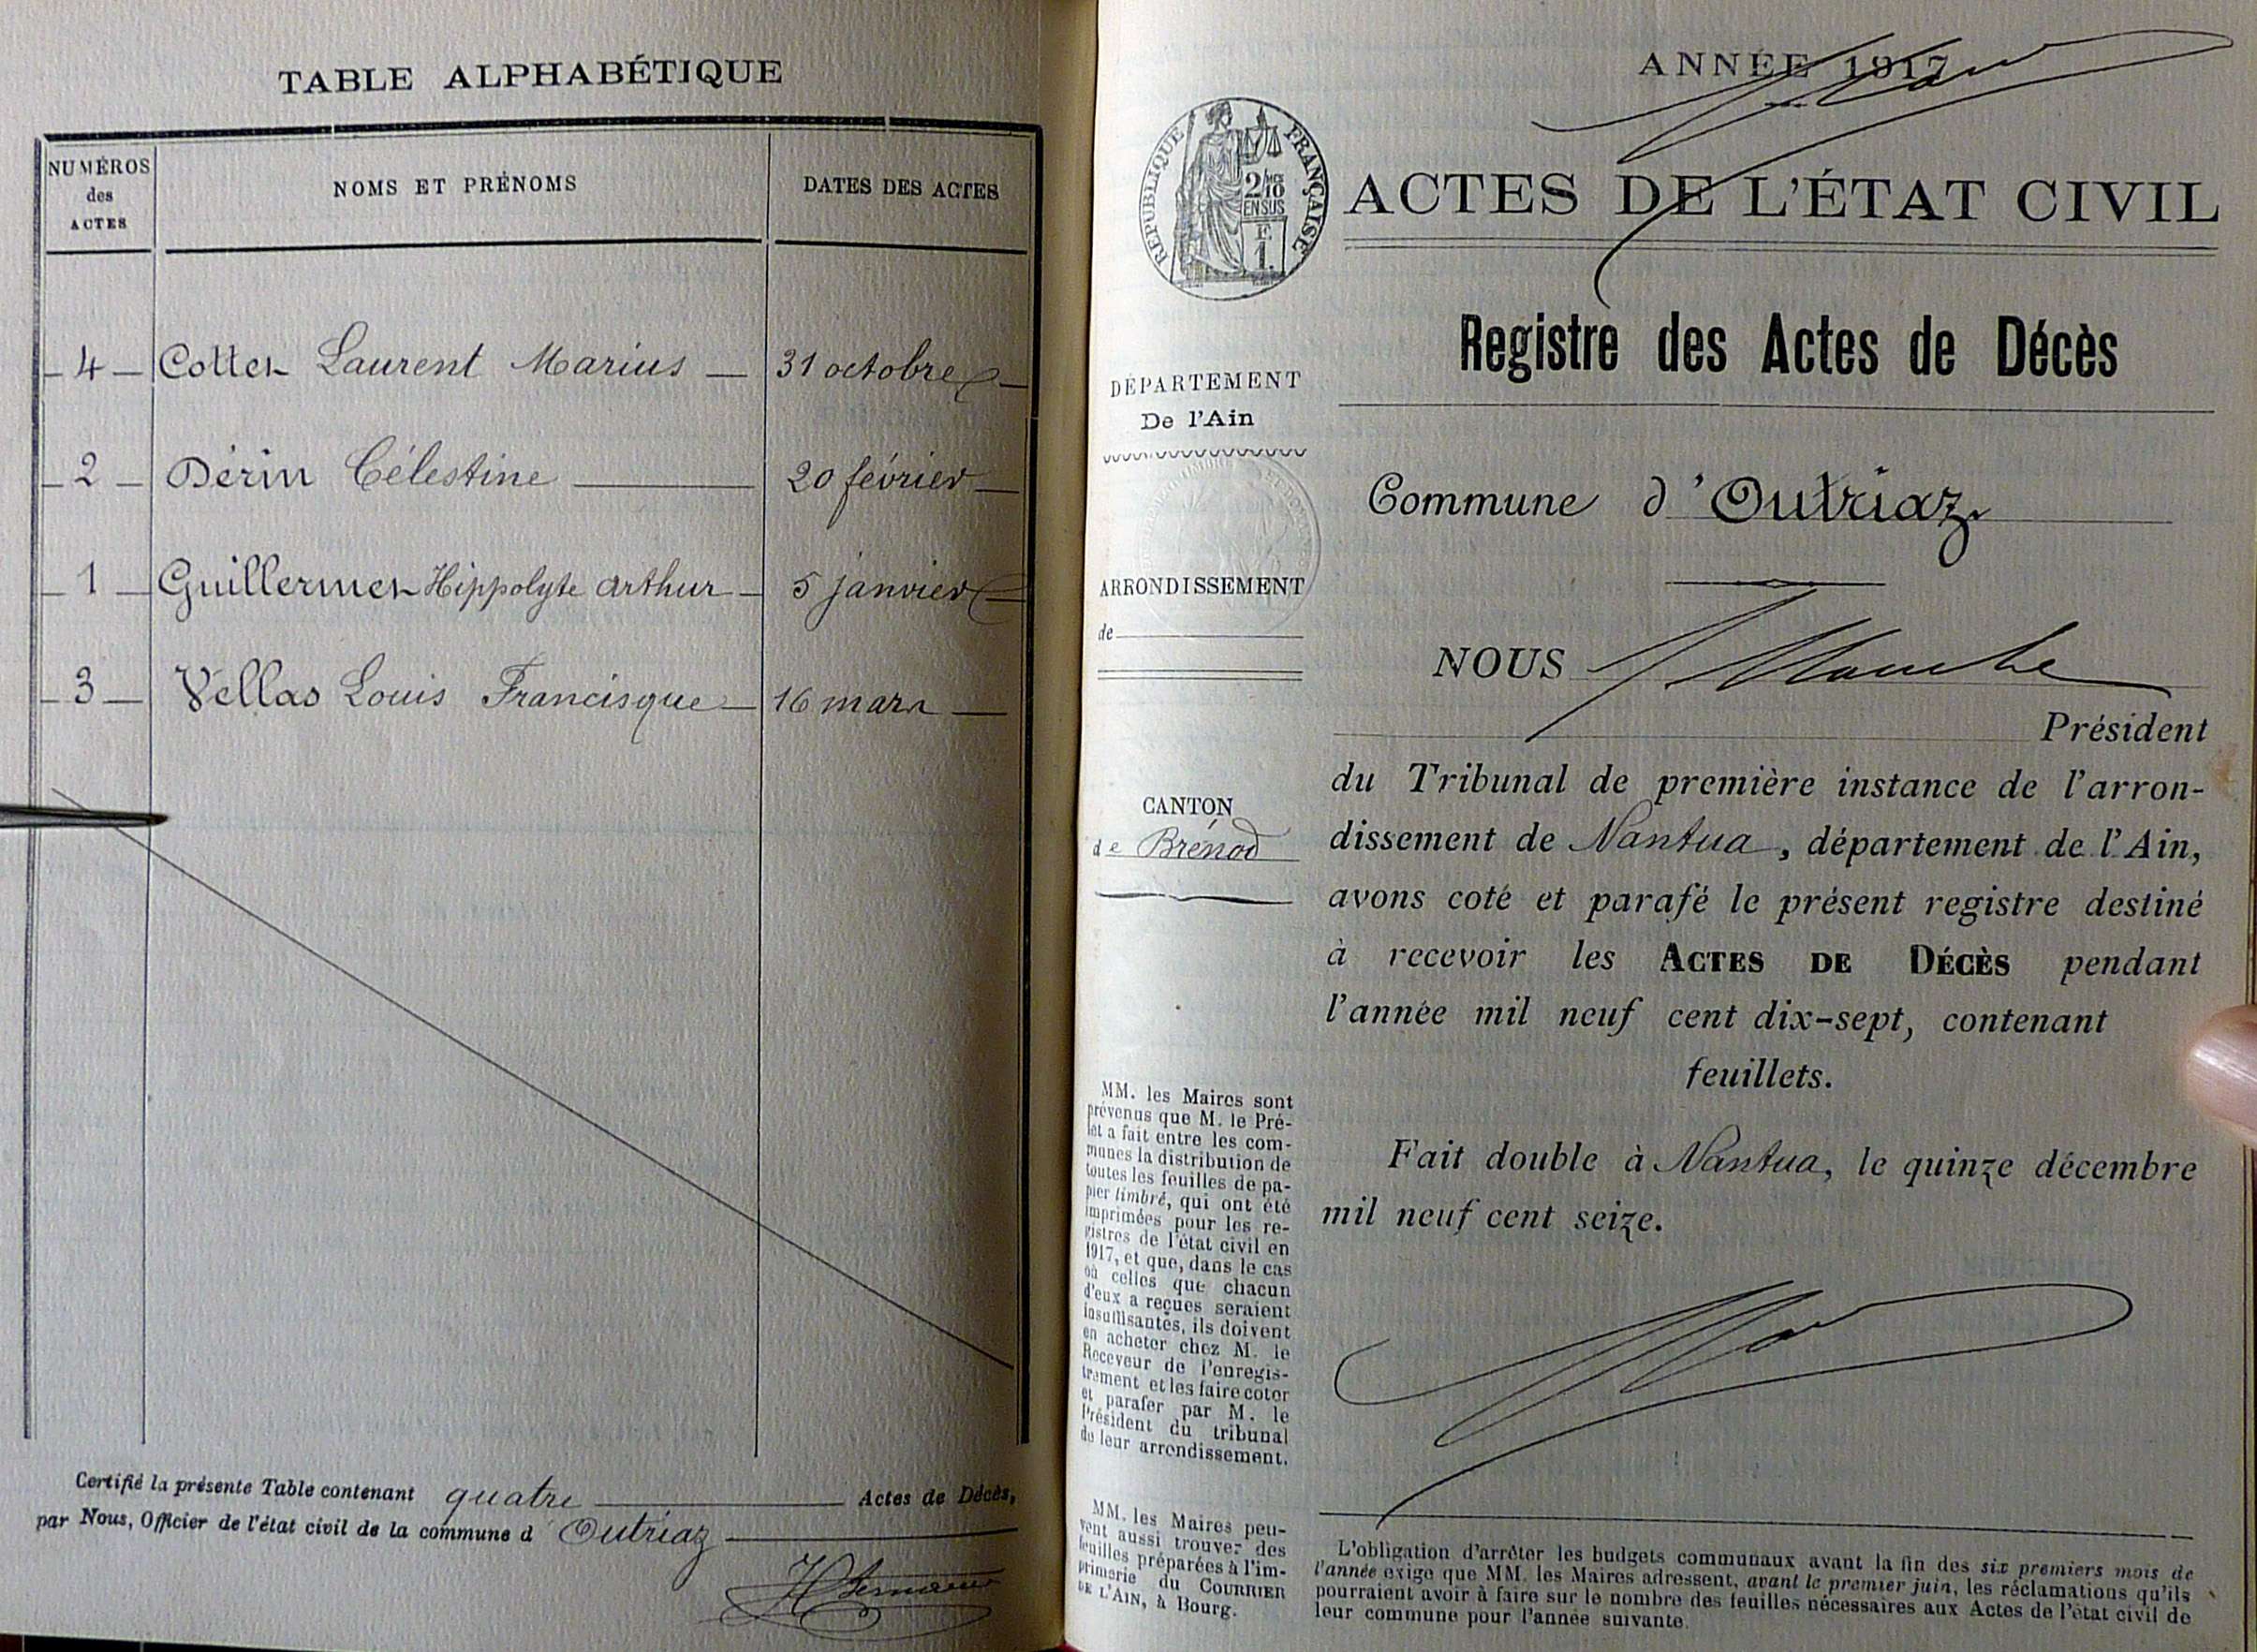 TABLE ALPHABÉTIQUE
NUMÉROS des ACTES
NOMS ET PRÉNOMS
DATES DES ACTES
4 Cottet Laurent Marius 31 octobre
2 Dérin Célestine 20 février
1 Guillermet Hippolyte Arthur 5 janvier
3 Vellas Louis Francisque 16 mars
Certifié la présente Table contenant quatre Actes de Décès,
par Nous, Officier de l'état civil de la commune d Outriaz
ANNÉE 1917
RÉPUBLIQUE FRANÇAISE
ACTES DE L'ÉTAT CIVIL
Registre des Actes de Décès
DÉPARTEMENT
De l'Ain
Commune d'Outriaz
ARRONDISSEMENT
de
NOUS
Président
du Tribunal de première instance de l'arron-
dissement de Nantua, département de l'Ain,
avons coté et parafé le présent registre destiné
à recevoir les ACTES DE DÉCÈS pendant
l'année mil neuf cent dix-sept, contenant
feuillets.
CANTON
de Brénod
Fait double à Nantua, le quinze décembre
mil neuf cent seize.
MM. les Maires sont
prévenus que M. le Pré-
fet a fait entre les com-
munes la distribution de
toutes les feuilles de pa-
pier timbré, qui ont été
imprimées pour les re-
gistres de l'état civil en
1917, et que, dans le cas
où celles que chacun
d'eux a reçues seraient
insuffisantes, ils doivent
en acheter chez M. le
Receveur de l'enregis-
trement et les faire coter
et parafer par M. le
Président du tribunal
de leur arrondissement.
MM. les Maires peu-
vent aussi trouver des
feuilles préparées à l'im-
primerie du COURRIER
DE L'AIN, à Bourg.
L'obligation d'arrêter les budgets communaux avant la fin des six premiers mois de
l'année exige que MM. les Maires adressent, avant le premier juin, les réclamations qu'ils
pourraient avoir à faire sur le nombre des feuilles nécessaires aux Actes de l'état civil de
leur commune pour l'année suivante.